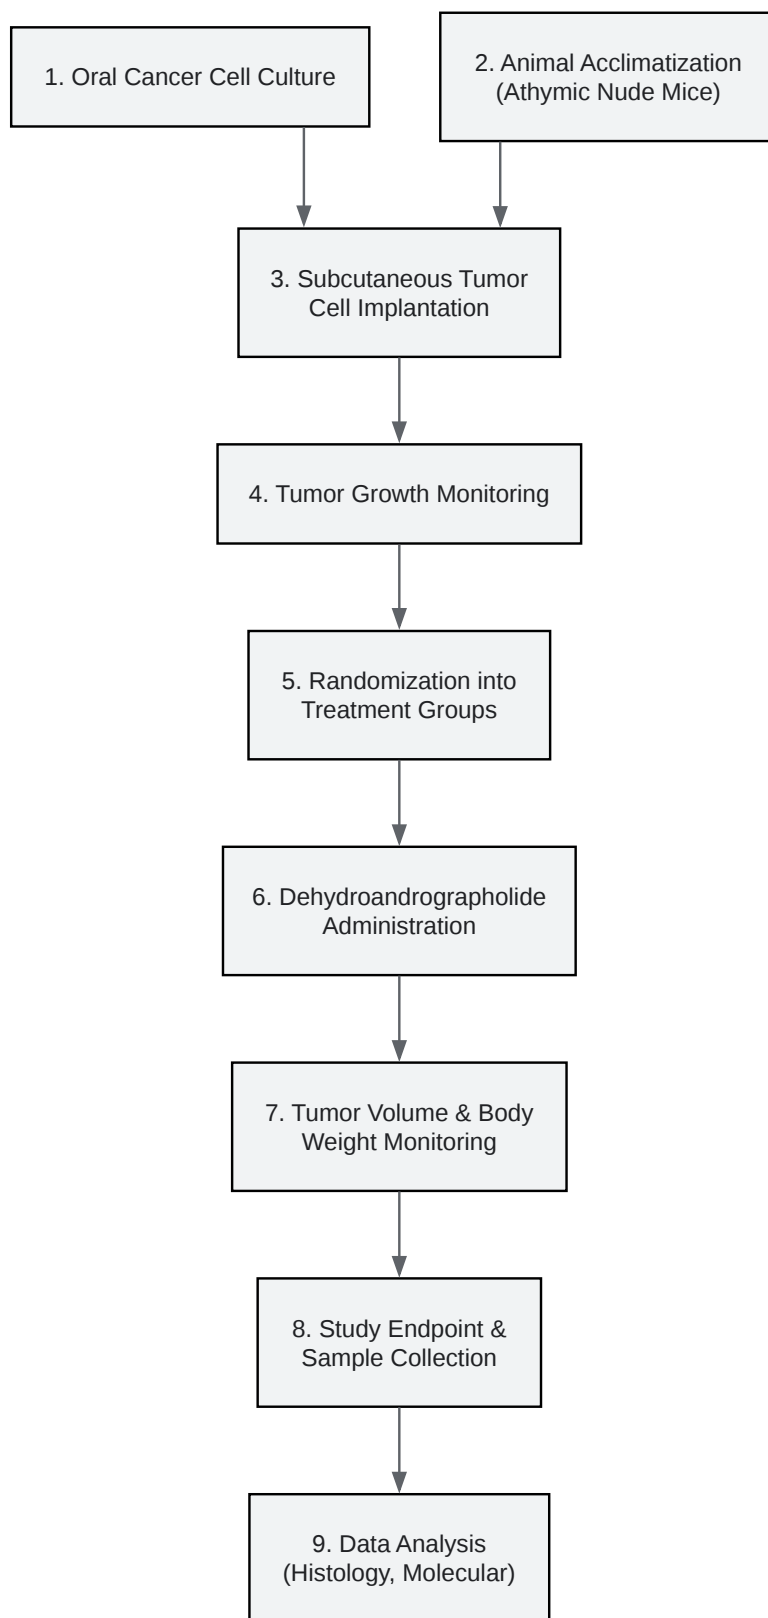 1. Oral Cancer Cell Culture
2. Animal Acclimatization
(Athymic Nude Mice)
3. Subcutaneous Tumor
Cell Implantation
4. Tumor Growth Monitoring
5. Randomization into
Treatment Groups
6. Dehydroandrographolide
Administration
7. Tumor Volume & Body
Weight Monitoring
8. Study Endpoint &
Sample Collection
9. Data Analysis
(Histology, Molecular)